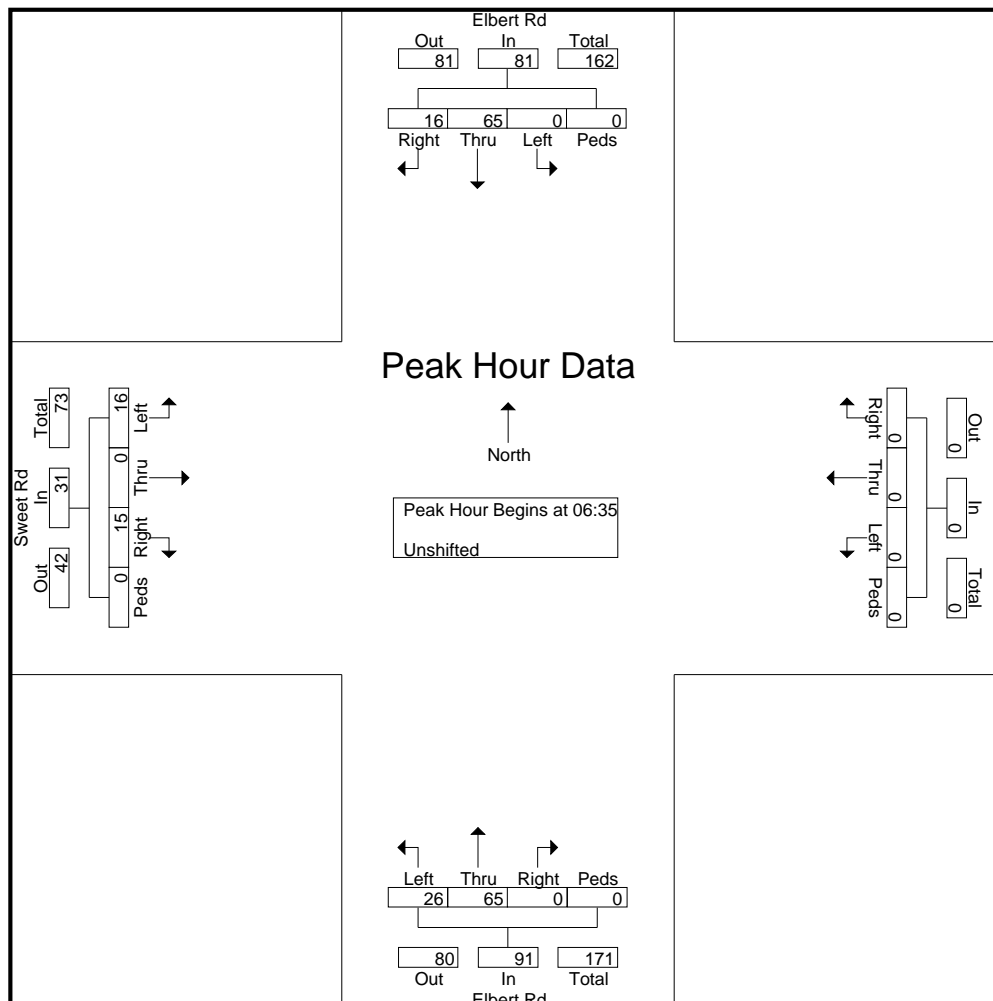 Elbert Rd
Out In Total
81 81 162
16 65 0 0
Right Thru Left Peds
Peak Hour Data
North
Peak Hour Begins at 06:35
Unshifted
Sweet Rd
Out In Total
42 31 73
0 15 0 16
Peds Right Thru Left
Out In Total
0 0 0
0 0 0 0
Right Thru Left Peds
Left Thru Right Peds
26 65 0 0
80 91 171
Out In Total
Elbert Rd